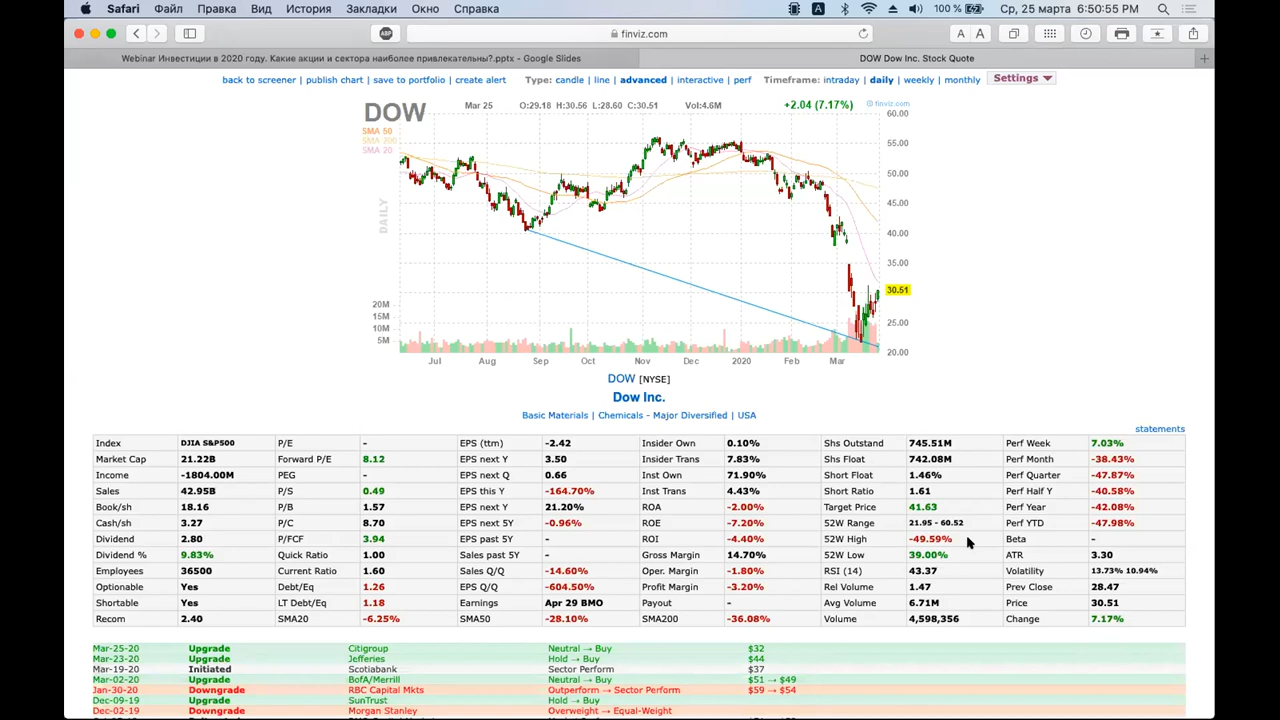 Safari Файл Правка Вид История Закладки Окно Справка A 100 % Ср, 25 марта 6:50:55 PM
ABP finviz.com A A
Webinar Инвестиции в 2020 году. Какие акции и сектора наиболее привлекательны?.pptx - Google Slides DOW Dow Inc. Stock Quote
back to screener | publish chart | save to portfolio | create alert Type: candle | line | advanced | interactive | perf Timeframe: intraday | daily | weekly | monthly Settings
DOW Mar 25 O:29.18 H:30.56 L:28.60 C:30.51 Vol:4.6M +2.04 (7.17%) © finviz.com
SMA 50
SMA 200
SMA 20
DAILY
60.00
55.00
50.00
45.00
40.00
35.00
30.51
25.00
20.00
20M
15M
10M
5M
Jul Aug Sep Oct Nov Dec 2020 Feb Mar
DOW [NYSE]
Dow Inc.
Basic Materials | Chemicals - Major Diversified | USA
statements
Index DJIA S&P500 P/E - EPS (ttm) -2.42 Insider Own 0.10% Shs Outstand 745.51M Perf Week 7.03%
Market Cap 21.22B Forward P/E 8.12 EPS next Y 3.50 Insider Trans 7.83% Shs Float 742.08M Perf Month -38.43%
Income -1804.00M PEG - EPS next Q 0.66 Inst Own 71.90% Short Float 1.46% Perf Quarter -47.87%
Sales 42.95B P/S 0.49 EPS this Y -164.70% Inst Trans 4.43% Short Ratio 1.61 Perf Half Y -40.58%
Book/sh 18.16 P/B 1.57 EPS next Y 21.20% ROA -2.00% Target Price 41.63 Perf Year -42.08%
Cash/sh 3.27 P/C 8.70 EPS next 5Y -0.96% ROE -7.20% 52W Range 21.95 - 60.52 Perf YTD -47.98%
Dividend 2.80 P/FCF 3.94 EPS past 5Y - ROI -4.40% 52W High -49.59% Beta -
Dividend % 9.83% Quick Ratio 1.00 Sales past 5Y - Gross Margin 14.70% 52W Low 39.00% ATR 3.30
Employees 36500 Current Ratio 1.60 Sales Q/Q -14.60% Oper. Margin -1.80% RSI (14) 43.37 Volatility 13.73% 10.94%
Optionable Yes Debt/Eq 1.26 EPS Q/Q -604.50% Profit Margin -3.20% Rel Volume 1.47 Prev Close 28.47
Shortable Yes LT Debt/Eq 1.18 Earnings Apr 29 BMO Payout - Avg Volume 6.71M Price 30.51
Recom 2.40 SMA20 -6.25% SMA50 -28.10% SMA200 -36.08% Volume 4,598,356 Change 7.17%
Mar-25-20 Upgrade Citigroup Neutral → Buy $32
Mar-23-20 Upgrade Jefferies Hold → Buy $44
Mar-19-20 Initiated Scotiabank Sector Perform $37
Mar-02-20 Upgrade BofA/Merrill Neutral → Buy $51 → $49
Jan-30-20 Downgrade RBC Capital Mkts Outperform → Sector Perform $59 → $54
Dec-09-19 Upgrade SunTrust Hold → Buy
Dec-02-19 Downgrade Morgan Stanley Overweight → Equal-Weight